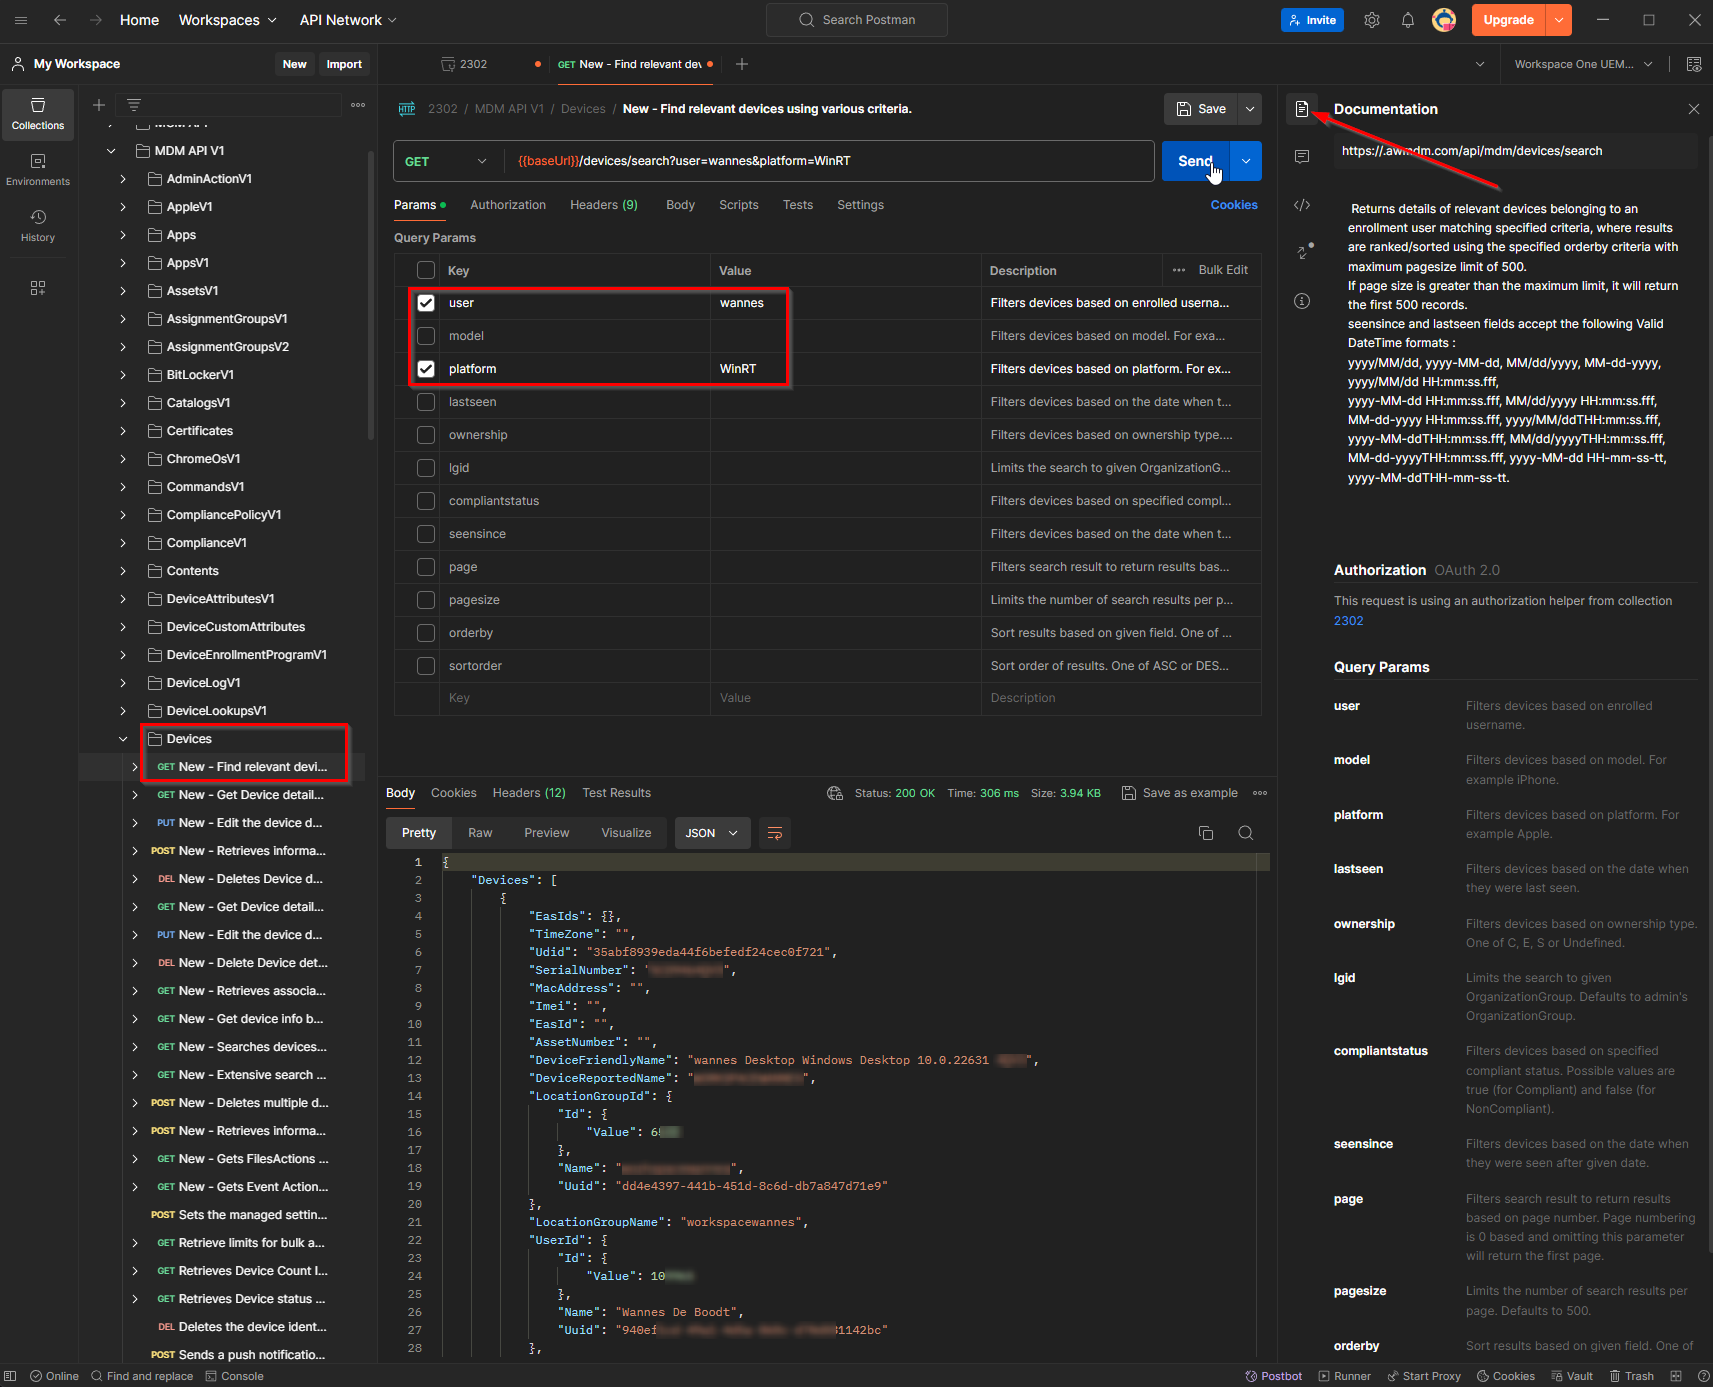 Home
Workspaces
API Network
Search Postman
Invite
Upgrade
My Workspace
New
Import
2302
GET New - Find relevant dev
Workspace One UEM...
Collections
Environments
History
MDM API V1
AdminActionV1
AppleV1
Apps
AppsV1
AssetsV1
AssignmentGroupsV1
AssignmentGroupsV2
BitLockerV1
CatalogsV1
Certificates
ChromeOsV1
CommandsV1
CompliancePolicyV1
ComplianceV1
Contents
DeviceAttributesV1
DeviceCustomAttributes
DeviceEnrollmentProgramV1
DeviceLogV1
DeviceLookupsV1
Devices
GET New - Find relevant devi...
GET New - Get Device detail...
PUT New - Edit the device d...
POST New - Retrieves informa...
DEL New - Deletes Device d...
GET New - Get Device detail...
PUT New - Edit the device d...
DEL New - Delete Device det...
GET New - Retrieves associa...
GET New - Get device info b...
GET New - Searches devices...
GET New - Extensive search ...
POST New - Deletes multiple d...
POST New - Retrieves informa...
GET New - Gets FilesActions ...
GET New - Gets Event Action...
POST Sets the managed settin...
GET Retrieve limits for bulk a...
GET Retrieves Device Count I...
GET Retrieves Device status ...
DEL Deletes the device ident...
POST Sends a push notificatio...
HTTP 2302 / MDM API V1 / Devices / New - Find relevant devices using various criteria.
Save
GET {{baseUrl}}/devices/search?user=wannes&platform=WinRT
Send
Params Authorization Headers (9) Body Scripts Tests Settings Cookies
Query Params
Key Value Description Bulk Edit
user wannes Filters devices based on enrolled userna...
model Filters devices based on model. For exa...
platform WinRT Filters devices based on platform. For ex...
lastseen Filters devices based on the date when t...
ownership Filters devices based on ownership type....
lgid Limits the search to given OrganizationG...
compliantstatus Filters devices based on specified compl...
seensince Filters devices based on the date when t...
page Filters search result to return results bas...
pagesize Limits the number of search results per p...
orderby Sort results based on given field. One of ...
sortorder Sort order of results. One of ASC or DES...
Key Value Description
Body Cookies Headers (12) Test Results
Status: 200 OK Time: 306 ms Size: 3.94 KB Save as example
Pretty Raw Preview Visualize JSON
1 {
2 "Devices": [
3 {
4 "EasIds": {},
5 "TimeZone": "",
6 "Udid": "35abf8939eda44f6befedf24cec0f721",
7 "SerialNumber": " ",
8 "MacAddress": "",
9 "Imei": "",
10 "EasId": "",
11 "AssetNumber": "",
12 "DeviceFriendlyName": "wannes Desktop Windows Desktop 10.0.22631 ",
13 "DeviceReportedName": " ",
14 "LocationGroupId": {
15 "Id": {
16 "Value": 6
17 },
18 "Name": " ",
19 "Uuid": "dd4e4397-441b-451d-8c6d-db7a847d71e9"
20 },
21 "LocationGroupName": "workspacewannes",
22 "UserId": {
23 "Id": {
24 "Value": 10
25 },
26 "Name": "Wannes De Boodt",
27 "Uuid": "940ef 1142bc"
28 },
Documentation
https://.awmdm.com/api/mdm/devices/search
Returns details of relevant devices belonging to an
enrollment user matching specified criteria, where results
are ranked/sorted using the specified orderby criteria with
maximum pagesize limit of 500.
If page size is greater than the maximum limit, it will return
the first 500 records.
seensince and lastseen fields accept the following Valid
DateTime formats :
yyyy/MM/dd, yyyy-MM-dd, MM/dd/yyyy, MM-dd-yyyy,
yyyy/MM/dd HH:mm:ss.fff,
yyyy-MM-dd HH:mm:ss.fff, MM/dd/yyyy HH:mm:ss.fff,
MM-dd-yyyy HH:mm:ss.fff, yyyy/MM/ddTHH:mm:ss.fff,
yyyy-MM-ddTHH:mm:ss.fff, MM/dd/yyyyTHH:mm:ss.fff,
MM-dd-yyyyTHH:mm:ss.fff, yyyy-MM-dd HH-mm-ss-tt,
yyyy-MM-ddTHH-mm-ss-tt.
Authorization OAuth 2.0
This request is using an authorization helper from collection
2302
Query Params
user Filters devices based on enrolled
username.
model Filters devices based on model. For
example iPhone.
platform Filters devices based on platform. For
example Apple.
lastseen Filters devices based on the date when
they were last seen.
ownership Filters devices based on ownership type.
One of C, E, S or Undefined.
lgid Limits the search to given
OrganizationGroup. Defaults to admin's
OrganizationGroup.
compliantstatus Filters devices based on specified
compliant status. Possible values are
true (for Compliant) and false (for
NonCompliant).
seensince Filters devices based on the date when
they were seen after given date.
page Filters search result to return results
based on page number. Page numbering
is 0 based and omitting this parameter
will return the first page.
pagesize Limits the number of search results per
page. Defaults to 500.
orderby Sort results based on given field. One of
Online Find and replace Console
Postbot Runner Start Proxy Cookies Vault Trash